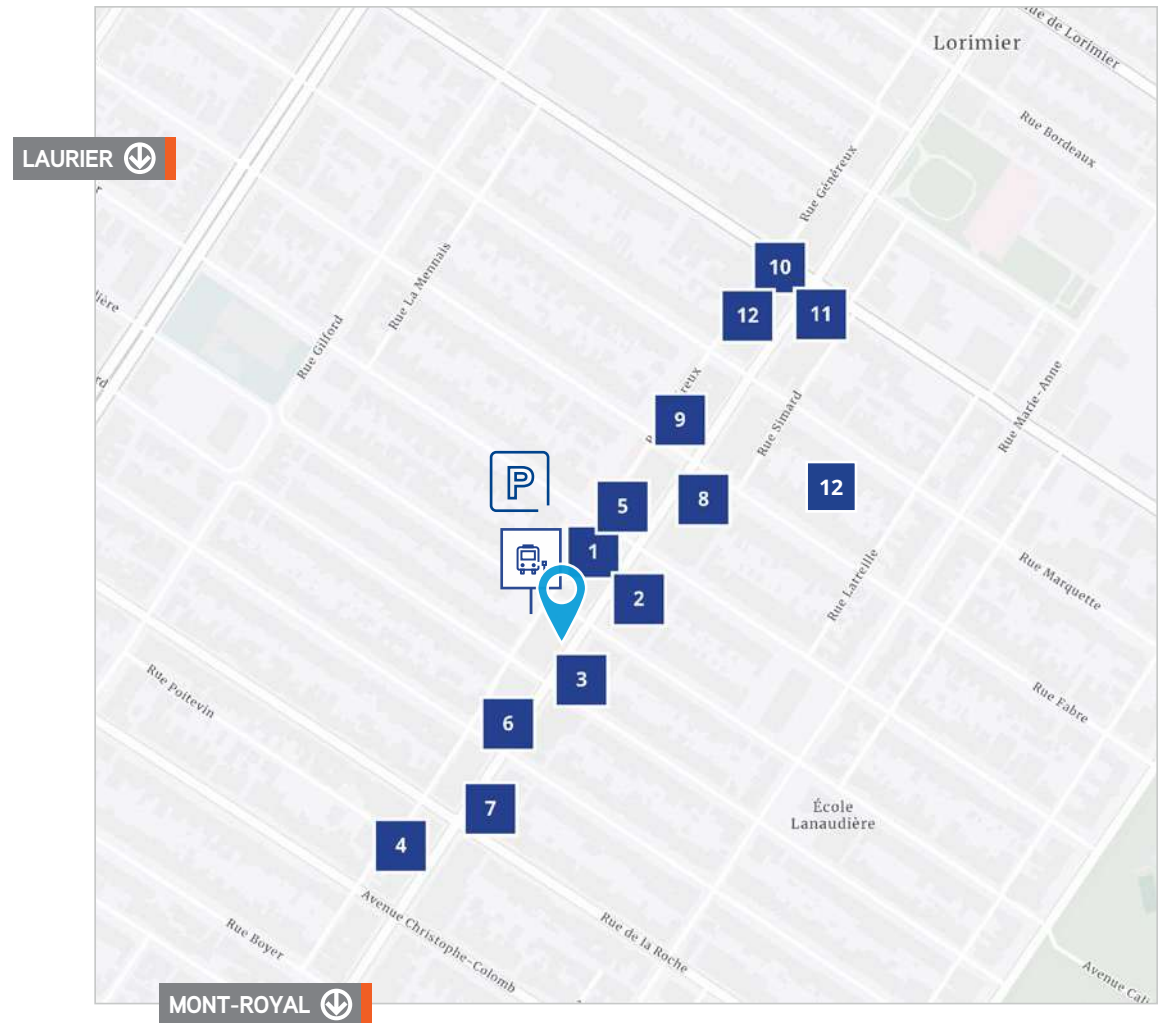 Lorimier
de Lorimier
Rue Bordeaux
LAURIER
Rue Généreux
Rue La Mennais
10
12
11
Rue Gilford
Rue Marie-Anne
9
Rue Simard
P
5
8
12
1
2
Rue Latreille
Rue Marquette
3
Rue Poitevin
Rue Fabre
6
7
École
Lanaudière
4
Avenue Christophe-Colomb
Rue Boyer
Rue de la Roche
MONT-ROYAL
Avenue